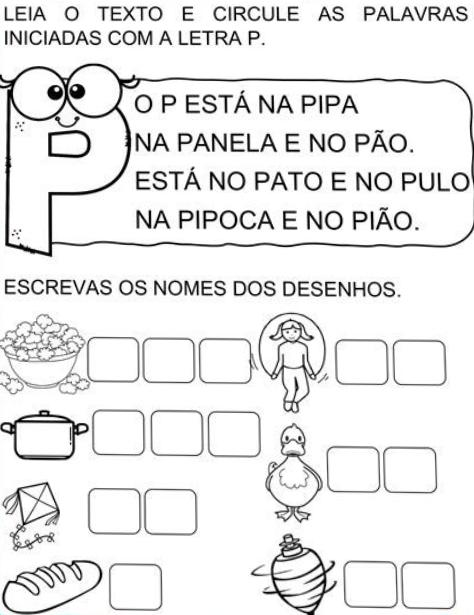 LEIA O TEXTO E CIRCULE AS PALAVRAS
INICIADAS COM A LETRA P.
O P ESTÁ NA PIPA
NA PANELA E NO PÃO.
ESTÁ NO PATO E NO PULO
NA PIPOCA E NO PIÃO.
ESCREVAS OS NOMES DOS DESENHOS.